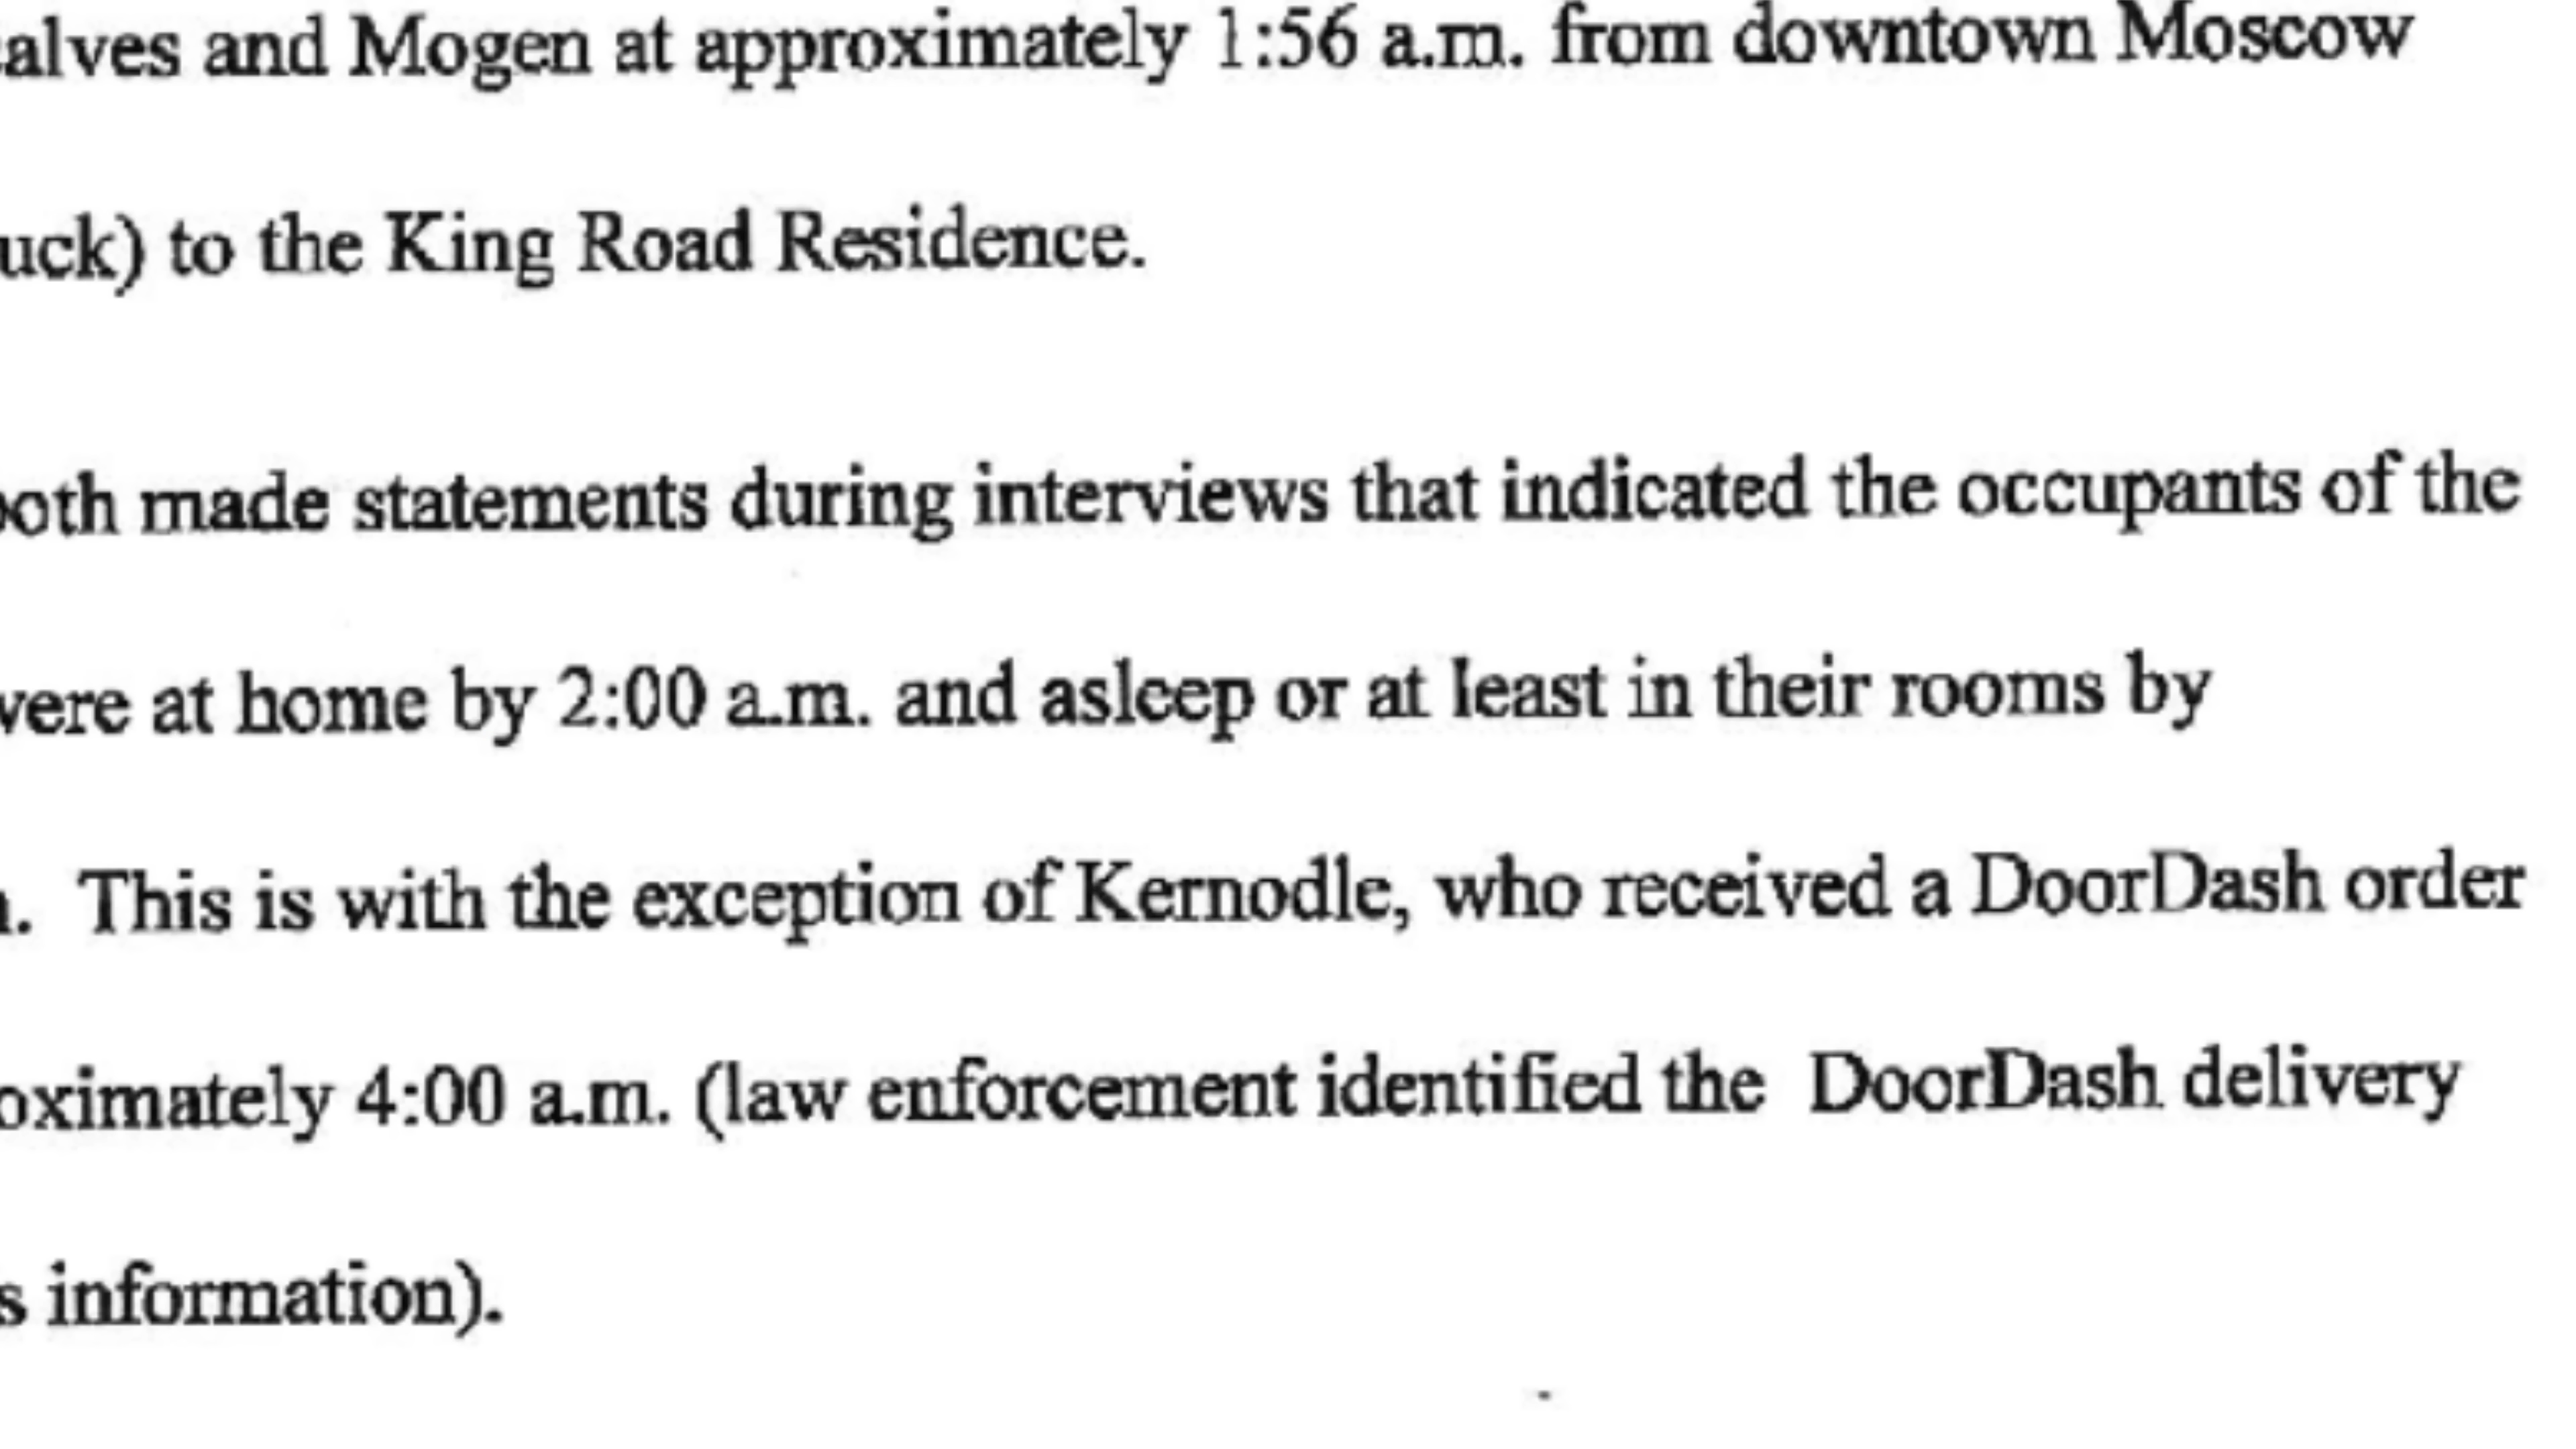 alves and Mogen at approximately 1:56 a.m. from downtown Moscow
uck) to the King Road Residence.
oth made statements during interviews that indicated the occupants of the
were at home by 2:00 a.m. and asleep or at least in their rooms by
. This is with the exception of Kernodle, who received a DoorDash order
oximately 4:00 a.m. (law enforcement identified the DoorDash delivery
s information).